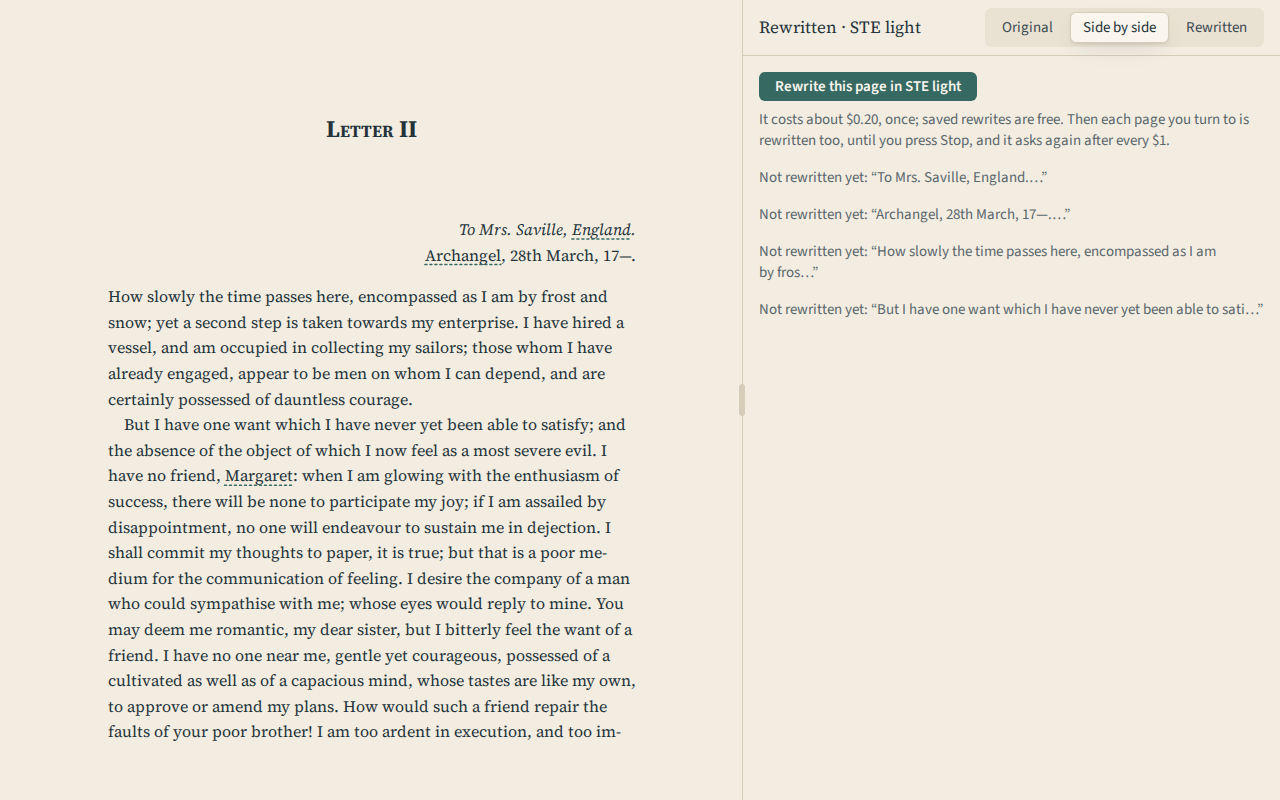 Letter II
To Mrs. Saville, England.
Archangel, 28th March, 17—.
How slowly the time passes here, encompassed as I am by frost and
snow; yet a second step is taken towards my enterprise. I have hired a
vessel, and am occupied in collecting my sailors; those whom I have
already engaged, appear to be men on whom I can depend, and are
certainly possessed of dauntless courage.
But I have one want which I have never yet been able to satisfy; and
the absence of the object of which I now feel as a most severe evil. I
have no friend, Margaret: when I am glowing with the enthusiasm of
success, there will be none to participate my joy; if I am assailed by
disappointment, no one will endeavour to sustain me in dejection. I
shall commit my thoughts to paper, it is true; but that is a poor me-
dium for the communication of feeling. I desire the company of a man
who could sympathise with me; whose eyes would reply to mine. You
may deem me romantic, my dear sister, but I bitterly feel the want of a
friend. I have no one near me, gentle yet courageous, possessed of a
cultivated as well as of a capacious mind, whose tastes are like my own,
to approve or amend my plans. How would such a friend repair the
faults of your poor brother! I am too ardent in execution, and too im-
Rewritten · STE light
Original
Side by side
Rewritten
Rewrite this page in STE light
It costs about $0.20, once; saved rewrites are free. Then each page you turn to is
rewritten too, until you press Stop, and it asks again after every $1.
Not rewritten yet: “To Mrs. Saville, England.…”
Not rewritten yet: “Archangel, 28th March, 17—.…”
Not rewritten yet: “How slowly the time passes here, encompassed as I am
by fros…”
Not rewritten yet: “But I have one want which I have never yet been able to sati…”